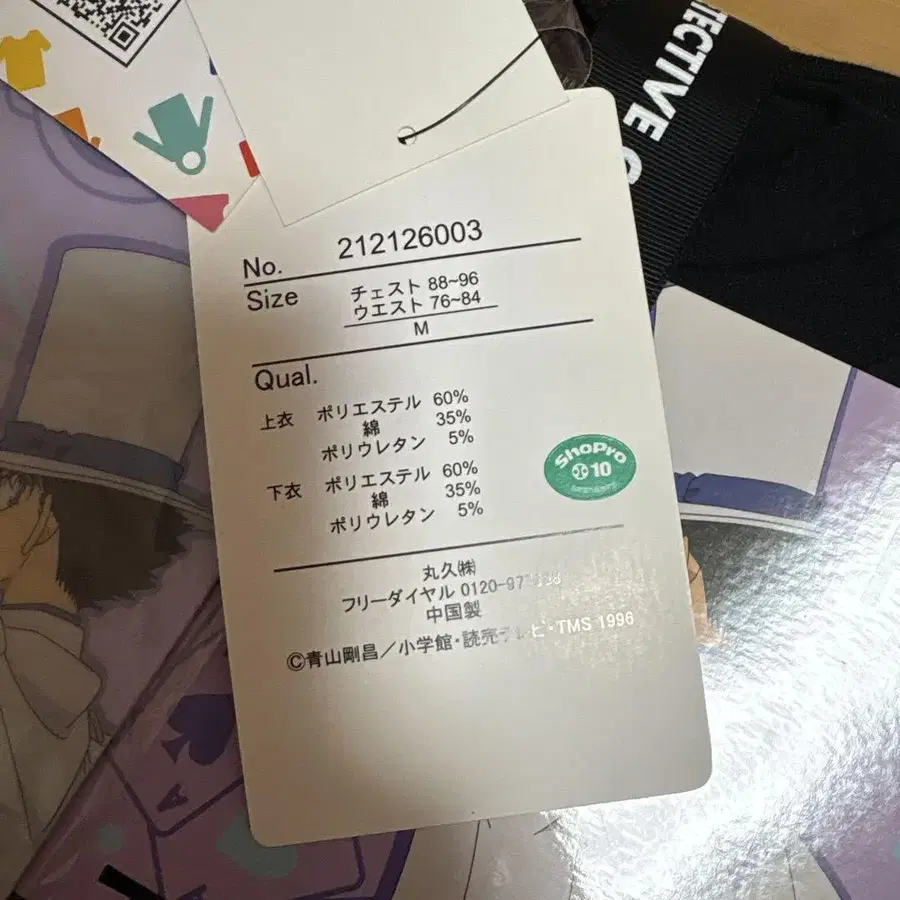 ECTIVE
No. 212126003
Size チェスト 88~96
ウエスト 76~84
M
Qual.
上衣 ポリエステル 60%
綿 35%
ポリウレタン 5%
下衣 ポリエステル 60%
綿 35%
ポリウレタン 5%
ShoPro
10
丸久㈱
フリーダイヤル
中国製
©青山剛昌／小学館・読売テレビ・TMS 1996
A